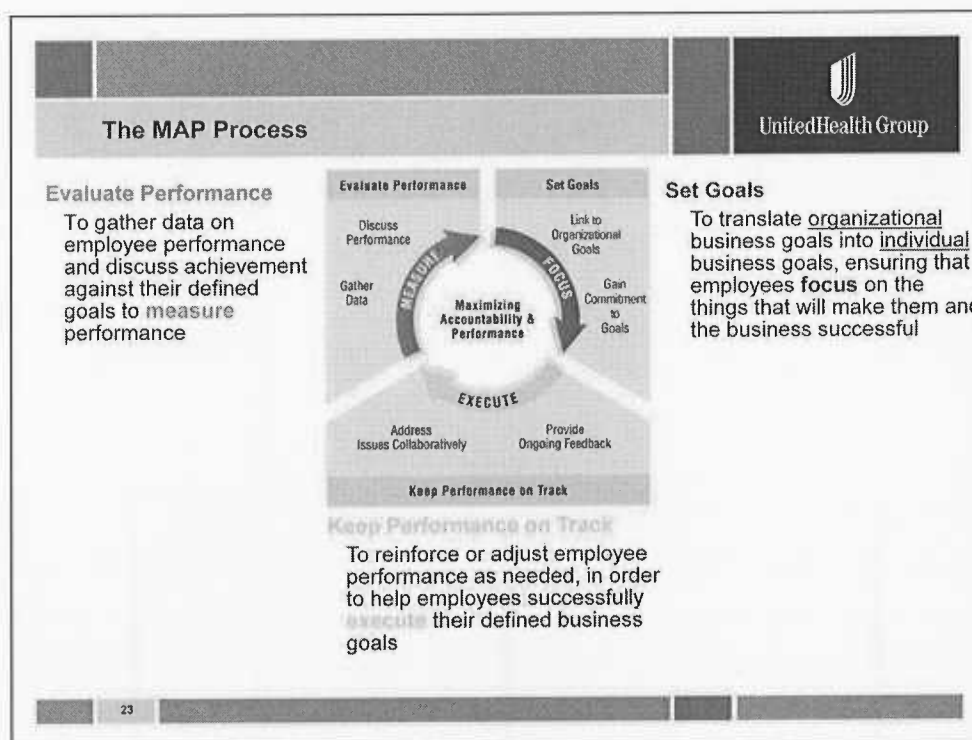 The MAP Process
UnitedHealth Group
Evaluate Performance
To gather data on
employee performance
and discuss achievement
against their defined
goals to measure
performance
Evaluate Performance
Set Goals
Discuss
Performance
Gather
Data
Link to
Organizational
Goals
Gain
Commitment
to
Goals
MEASURE
FOCUS
Maximizing
Accountability &
Performance
EXECUTE
Address
Issues Collaboratively
Provide
Ongoing Feedback
Keep Performance on Track
Set Goals
To translate organizational
business goals into individual
business goals, ensuring that
employees focus on the
things that will make them and
the business successful
Keep Performance on Track
To reinforce or adjust employee
performance as needed, in order
to help employees successfully
execute their defined business
goals
23